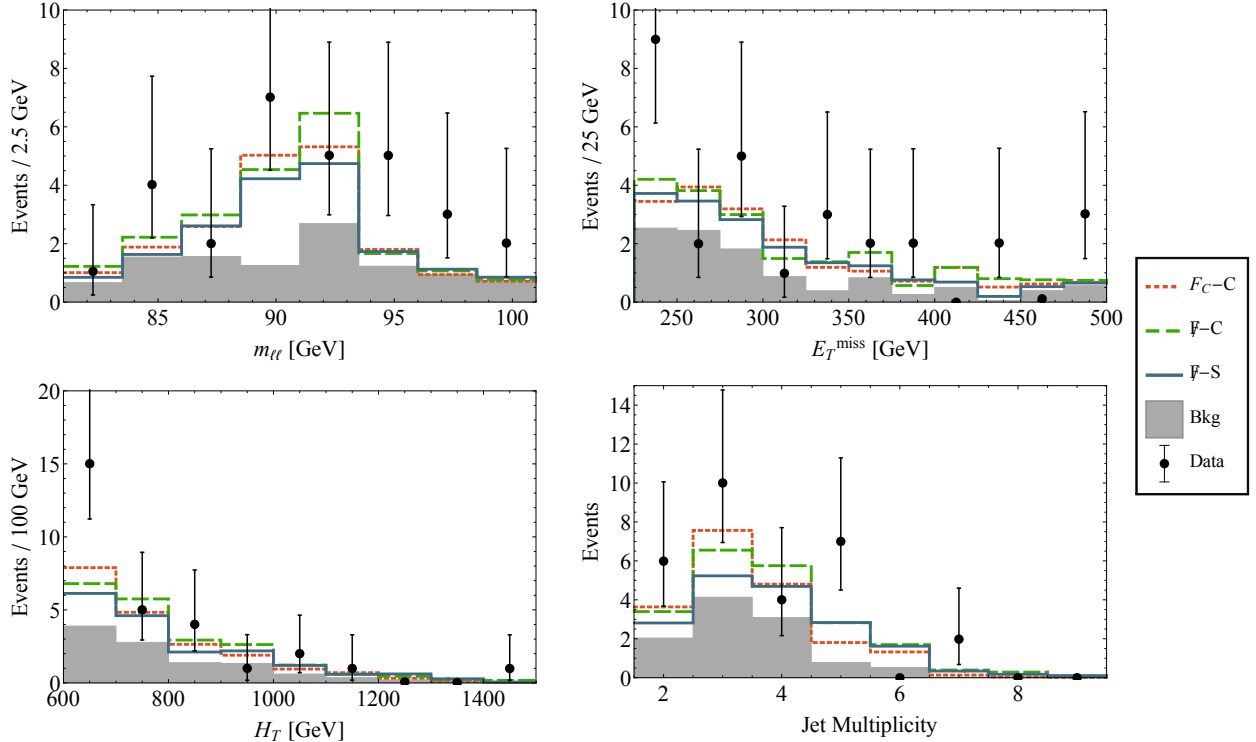 10
8
6
4
2
0
85 90 95 100
Events / 2.5 GeV
mℓℓ [GeV]
10
8
6
4
2
0
250 300 350 400 450 500
Events / 25 GeV
E_T^miss [GeV]
20
15
10
5
0
600 800 1000 1200 1400
Events / 100 GeV
H_T [GeV]
14
12
10
8
6
4
2
0
2 4 6 8
Events
Jet Multiplicity
F_C-C
F̸-C
F̸-S
Bkg
Data